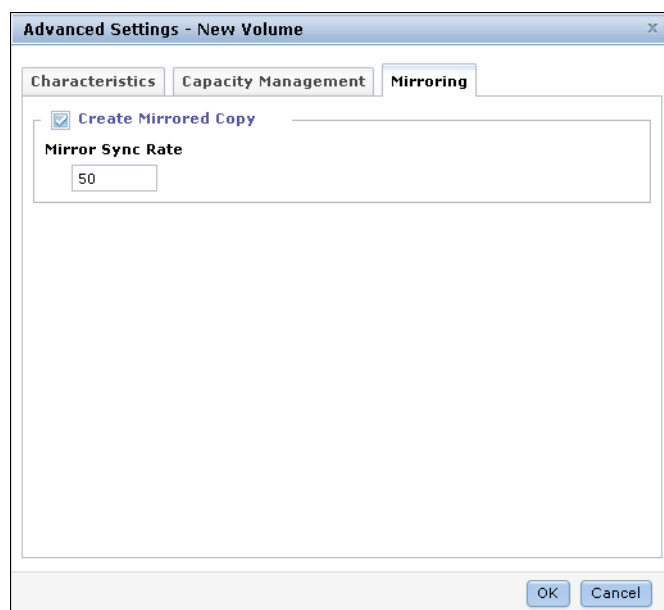 Advanced Settings - New Volume x
Characteristics Capacity Management Mirroring
Create Mirrored Copy
Mirror Sync Rate
50
OK Cancel